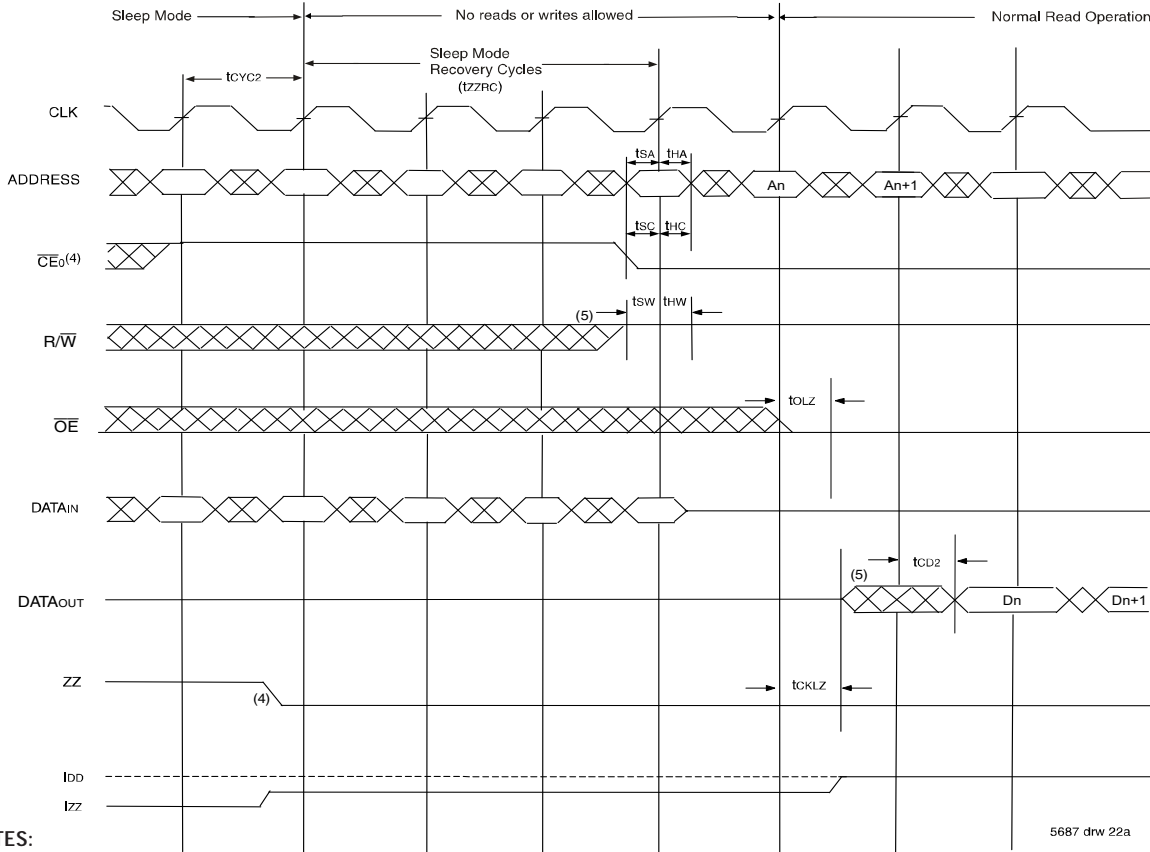 Sleep Mode
No reads or writes allowed
Normal Read Operation
Sleep Mode
Recovery Cycles
(tZZRC)
tCYC2
CLK
tSA tHA
ADDRESS
An
An+1
tSC tHC
CE0(4)
tSW tHW
(5)
R/W
tOLZ
OE
DATAIN
tCD2
(5)
DATAOUT
Dn
Dn+1
ZZ
(4)
tCKLZ
IDD
IZZ
5687 drw 22a
TES: